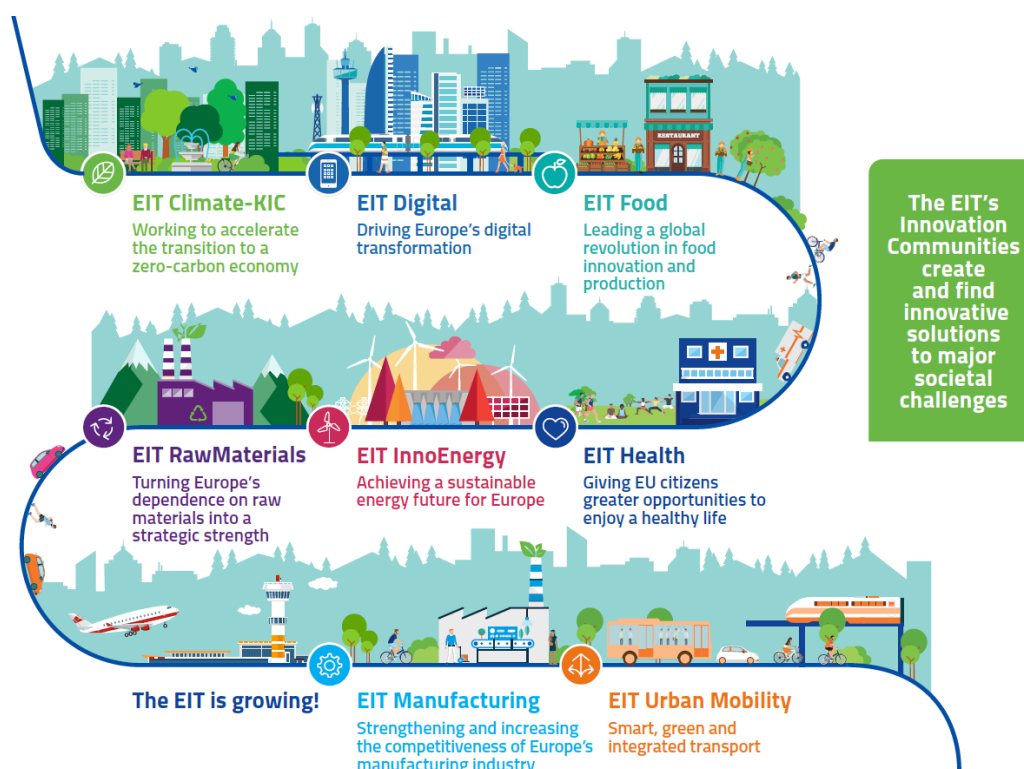 RESTAURANT
EIT Climate-KIC
Working to accelerate
the transition to a
zero-carbon economy
EIT Digital
Driving Europe's digital
transformation
EIT Food
Leading a global
revolution in food
innovation and
production
The EIT's
Innovation
Communities
create
and find
innovative
solutions
to major
societal
challenges
EIT RawMaterials
Turning Europe's
dependence on raw
materials into a
strategic strength
EIT InnoEnergy
Achieving a sustainable
energy future for Europe
EIT Health
Giving EU citizens
greater opportunities to
enjoy a healthy life
The EIT is growing!
EIT Manufacturing
Strengthening and increasing
the competitiveness of Europe's
manufacturing industry
EIT Urban Mobility
Smart, green and
integrated transport